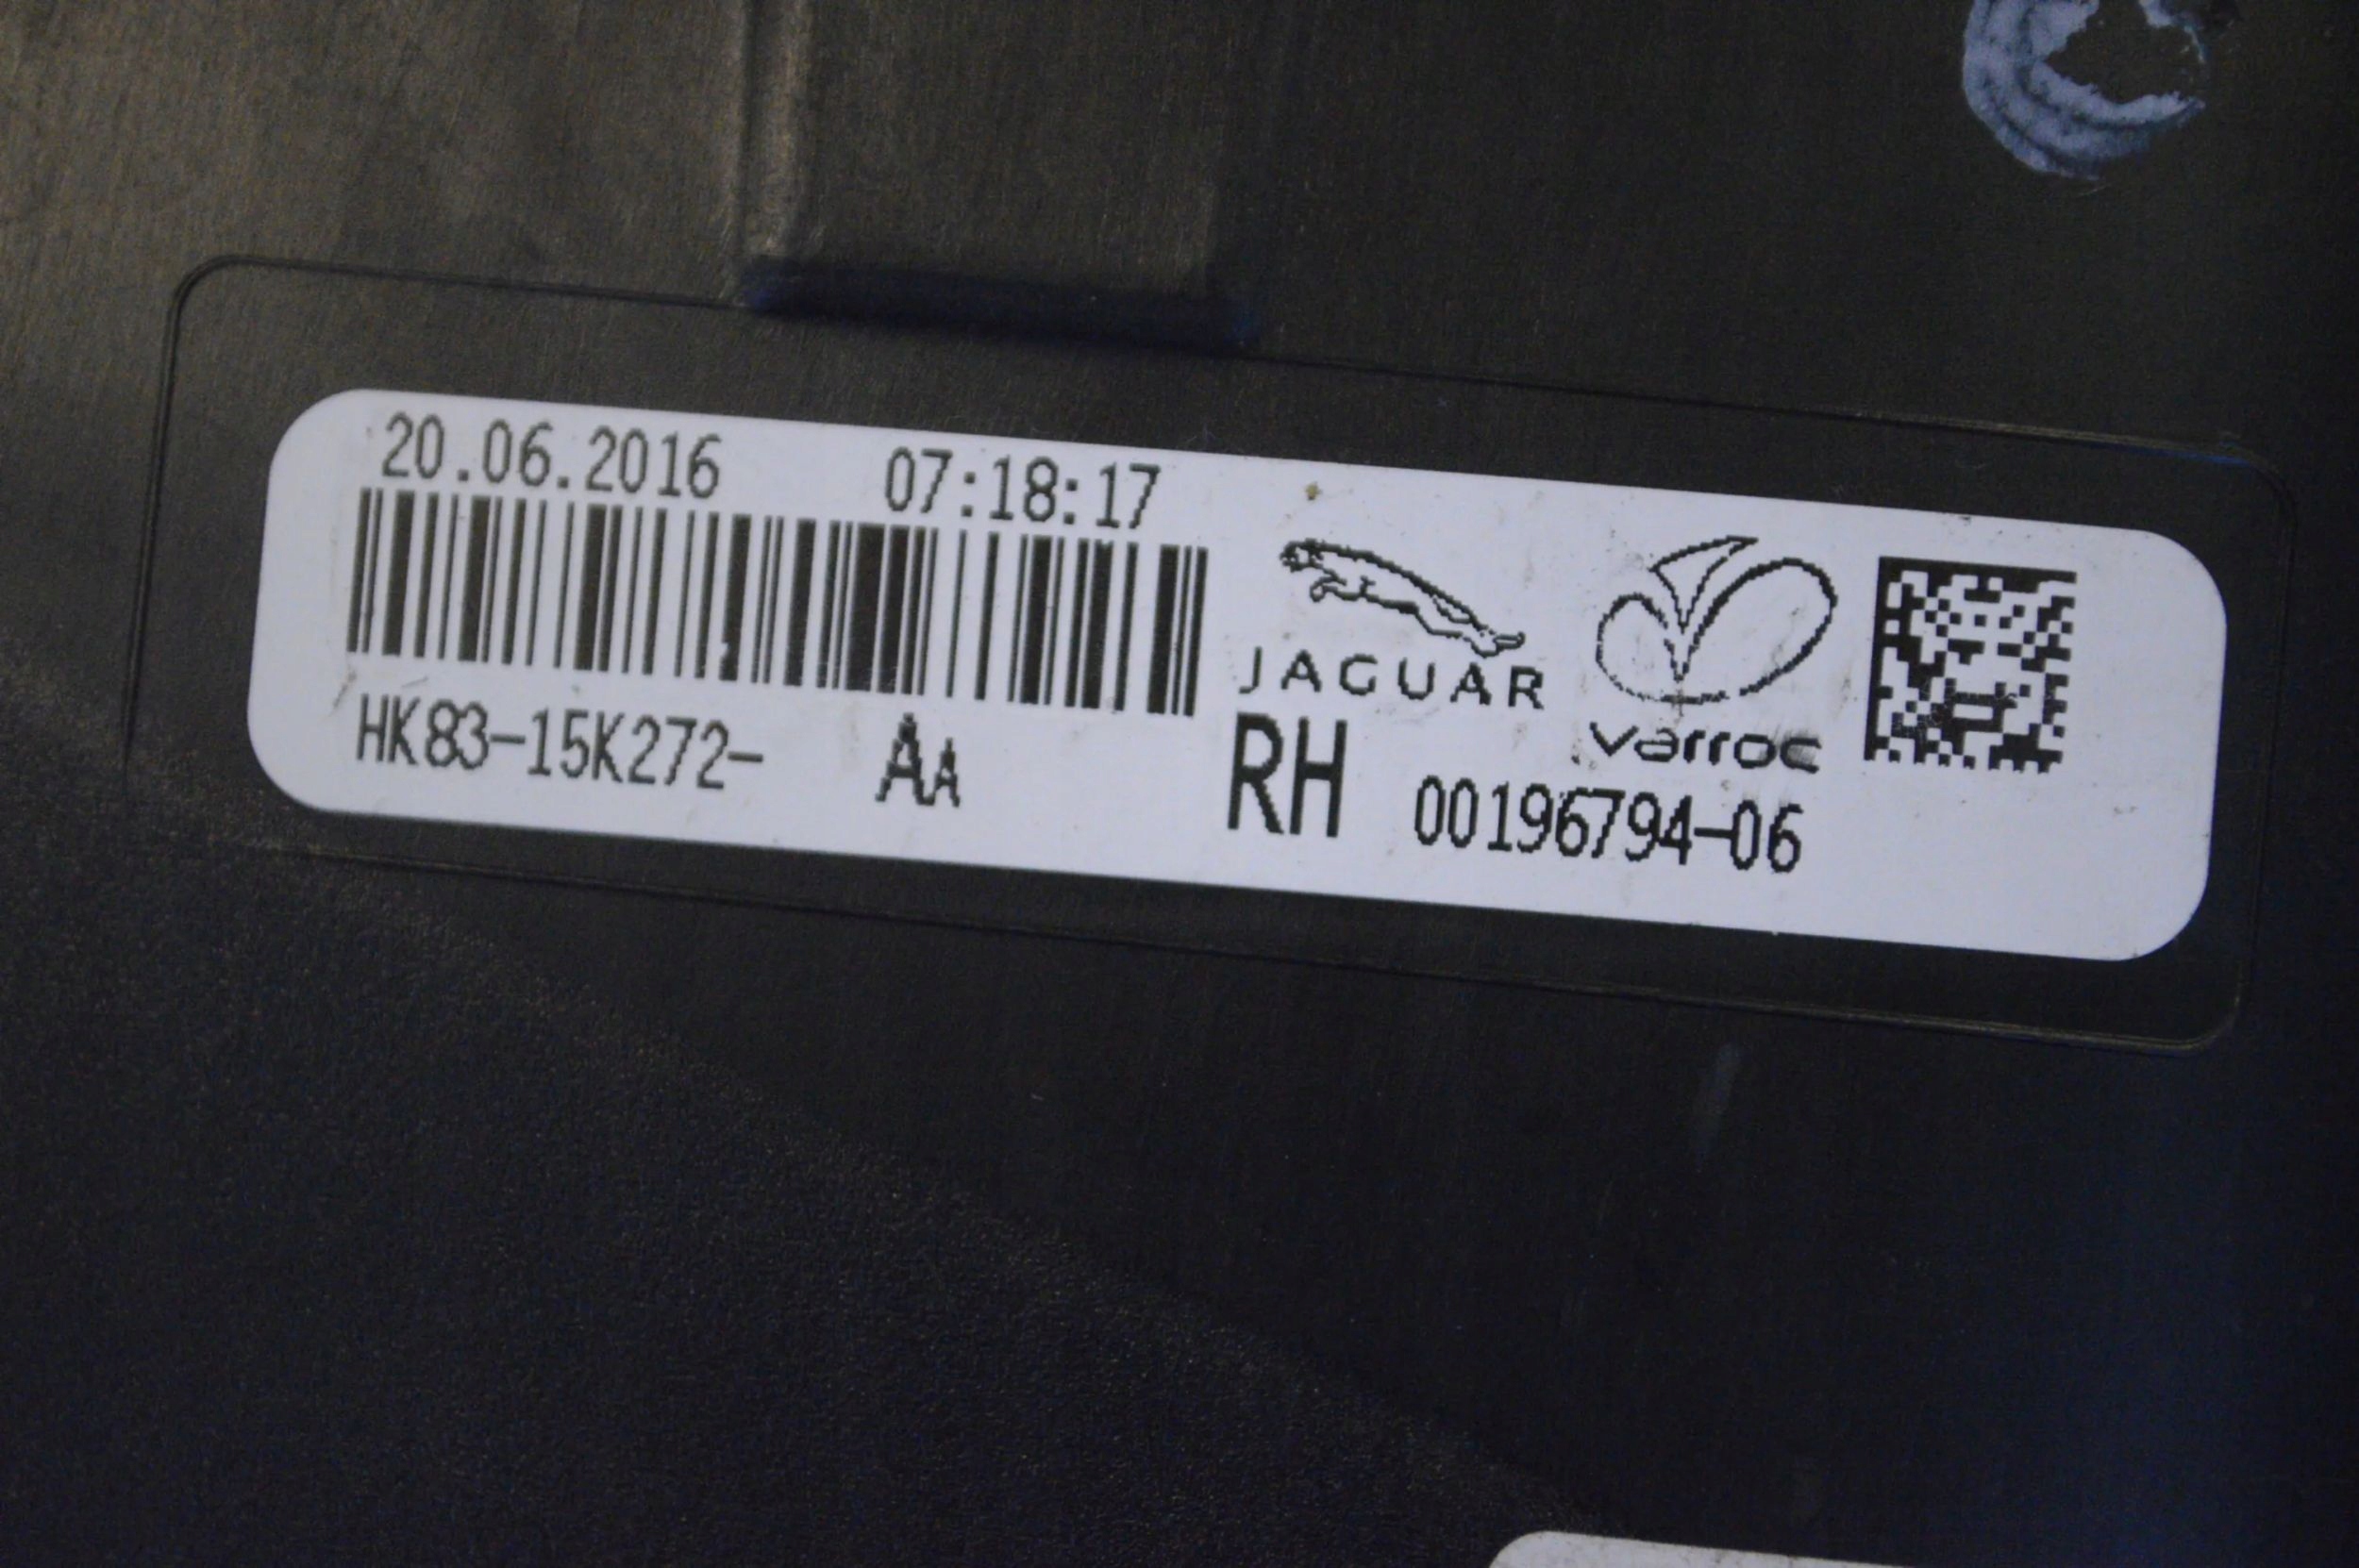 20.06.2016 07:18:17
JAGUAR
varroc
HK83-15K272- AA
RH 00196794-06